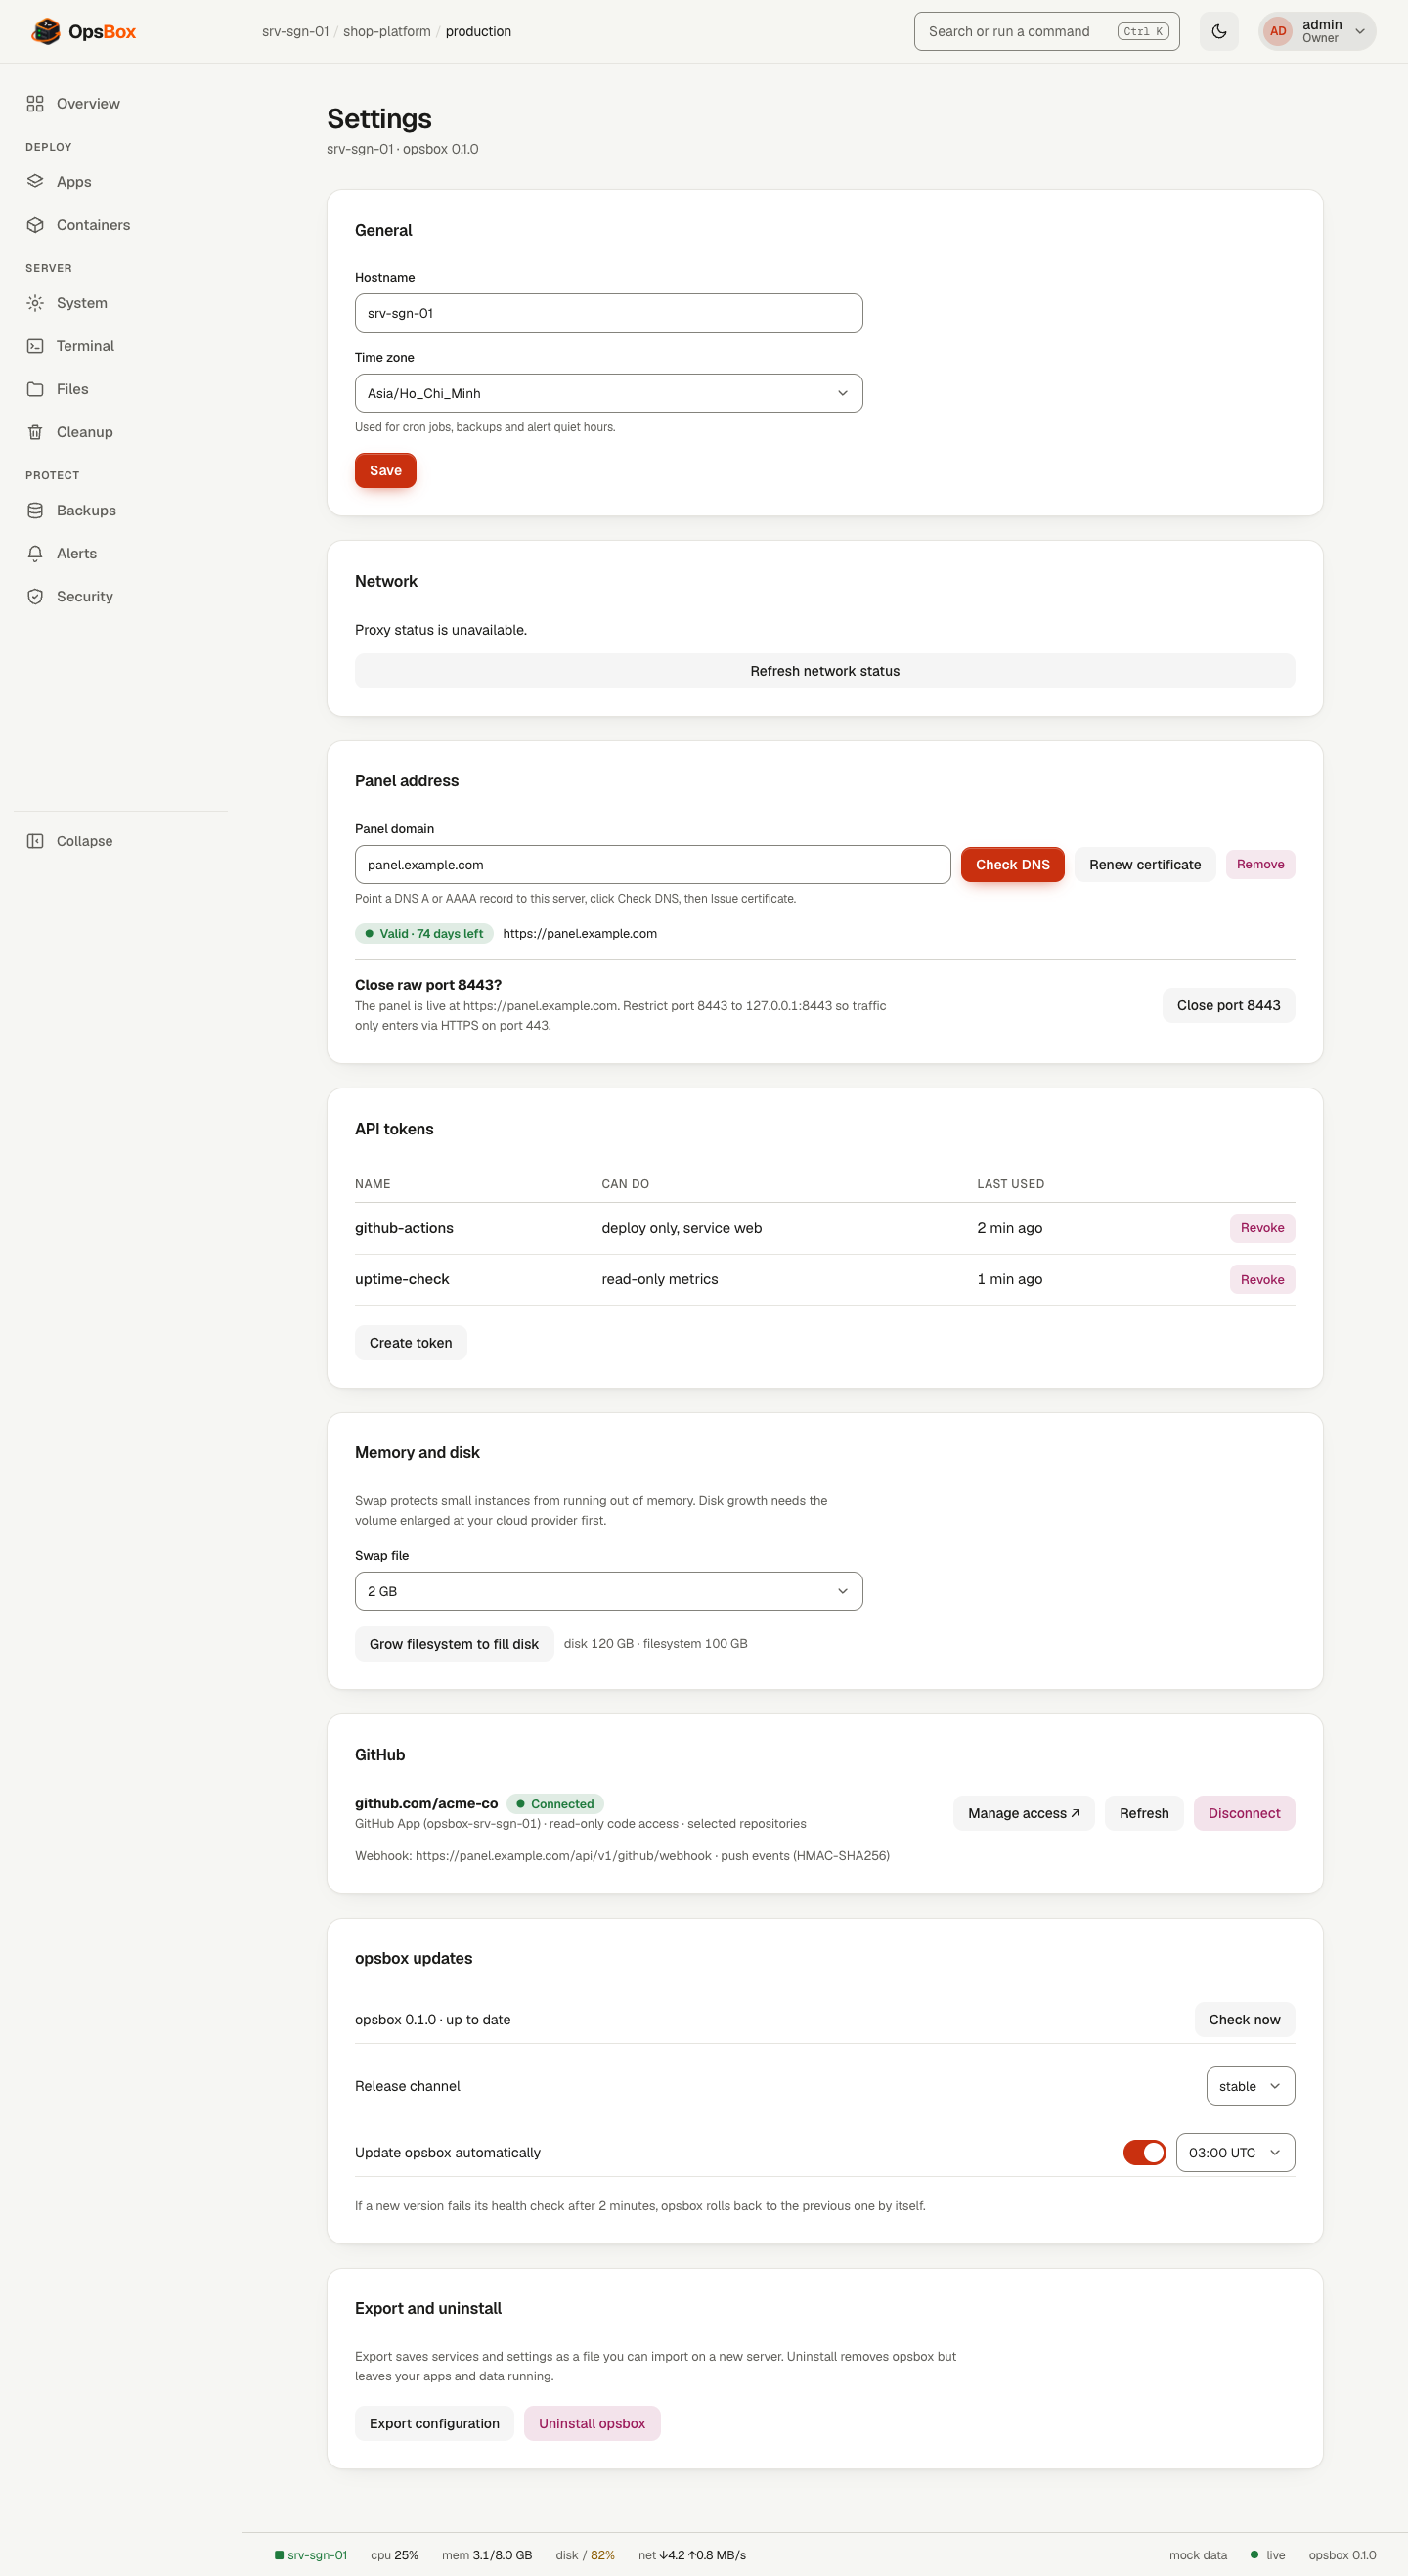 OpsBox
srv-sgn-01 / shop-platform / production
Search or run a command
Ctrl K
AD
admin
Owner
Overview
DEPLOY
Apps
Containers
SERVER
System
Terminal
Files
Cleanup
PROTECT
Backups
Alerts
Security
Collapse
Settings
srv-sgn-01 · opsbox 0.1.0
General
Hostname
srv-sgn-01
Time zone
Asia/Ho_Chi_Minh
Used for cron jobs, backups and alert quiet hours.
Save
Network
Proxy status is unavailable.
Refresh network status
Panel address
Panel domain
panel.example.com
Check DNS
Renew certificate
Remove
Point a DNS A or AAAA record to this server, click Check DNS, then Issue certificate.
Valid · 74 days left
https://panel.example.com
Close raw port 8443?
The panel is live at https://panel.example.com. Restrict port 8443 to 127.0.0.1:8443 so traffic
only enters via HTTPS on port 443.
Close port 8443
API tokens
NAME CAN DO LAST USED
github-actions deploy only, service web 2 min ago Revoke
uptime-check read-only metrics 1 min ago Revoke
Create token
Memory and disk
Swap protects small instances from running out of memory. Disk growth needs the
volume enlarged at your cloud provider first.
Swap file
2 GB
Grow filesystem to fill disk
disk 120 GB · filesystem 100 GB
GitHub
github.com/acme-co
Connected
GitHub App (opsbox-srv-sgn-01) · read-only code access · selected repositories
Manage access ↗
Refresh
Disconnect
Webhook: https://panel.example.com/api/v1/github/webhook · push events (HMAC-SHA256)
opsbox updates
opsbox 0.1.0 · up to date
Check now
Release channel
stable
Update opsbox automatically
03:00 UTC
If a new version fails its health check after 2 minutes, opsbox rolls back to the previous one by itself.
Export and uninstall
Export saves services and settings as a file you can import on a new server. Uninstall removes opsbox but
leaves your apps and data running.
Export configuration
Uninstall opsbox
srv-sgn-01 cpu 25% mem 3.1/8.0 GB disk / 82% net ↓4.2 ↑0.8 MB/s mock data live opsbox 0.1.0